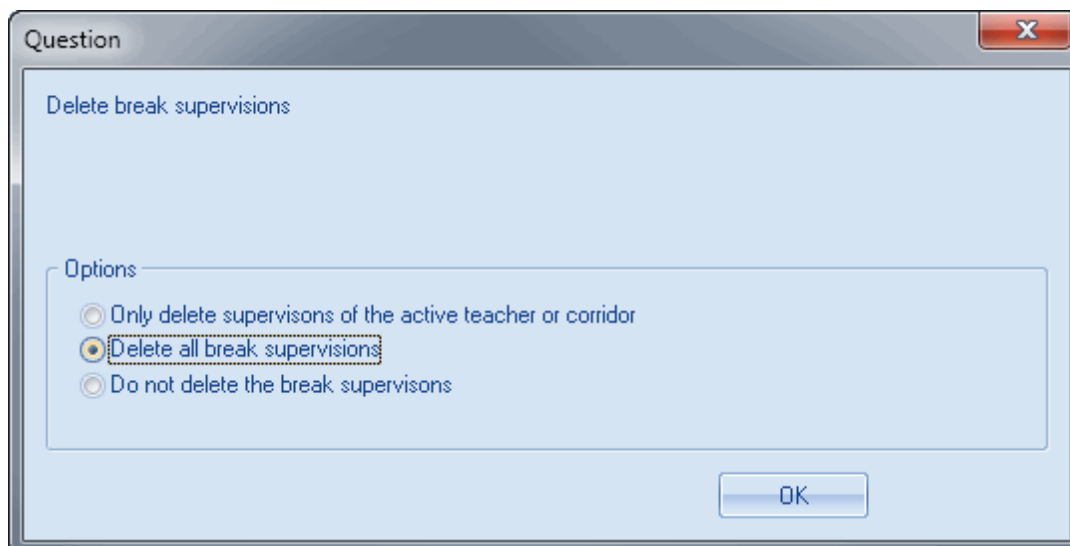 Question
Delete break supervisions
Options
Only delete supervisons of the active teacher or corridor
Delete all break supervisions
Do not delete the break supervisons
OK